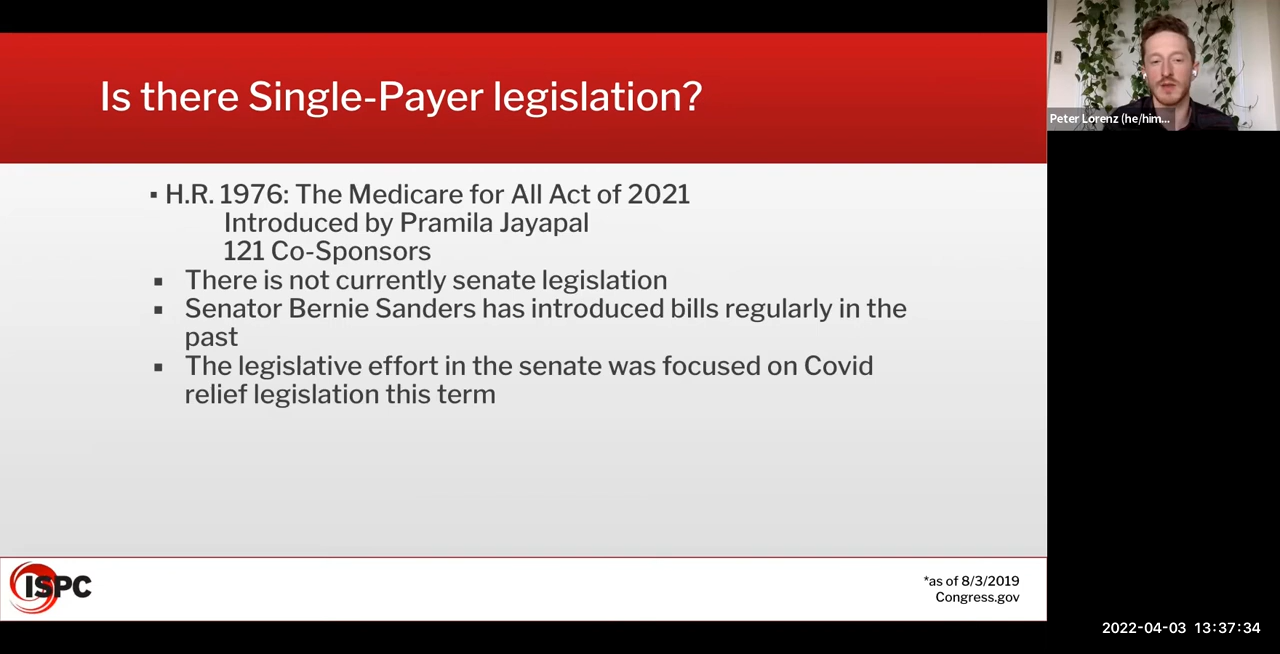 Is there Single-Payer legislation?
Peter Lorenz (he/him...
▪ H.R. 1976: The Medicare for All Act of 2021
Introduced by Pramila Jayapal
121 Co-Sponsors
▪ There is not currently senate legislation
▪ Senator Bernie Sanders has introduced bills regularly in the
past
▪ The legislative effort in the senate was focused on Covid
relief legislation this term
ISPC
*as of 8/3/2019
Congress.gov
2022-04-03 13:37:34